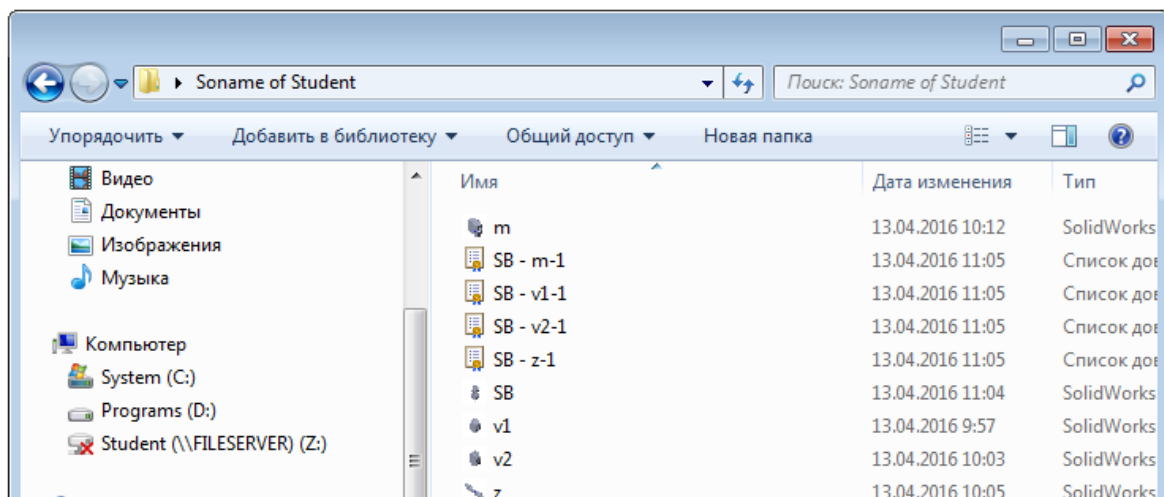 Soname of Student
Поиск: Soname of Student
Упорядочить Добавить в библиотеку Общий доступ Новая папка
Видео
Документы
Изображения
Музыка
Компьютер
System (C:)
Programs (D:)
Student (\\FILESERVER) (Z:)
Имя Дата изменения Тип
m 13.04.2016 10:12 SolidWorks
SB - m-1 13.04.2016 11:05 Список дов
SB - v1-1 13.04.2016 11:05 Список дов
SB - v2-1 13.04.2016 11:05 Список дов
SB - z-1 13.04.2016 11:05 Список дов
SB 13.04.2016 11:04 SolidWorks
v1 13.04.2016 9:57 SolidWorks
v2 13.04.2016 10:03 SolidWorks
z 13.04.2016 10:05 SolidWorks